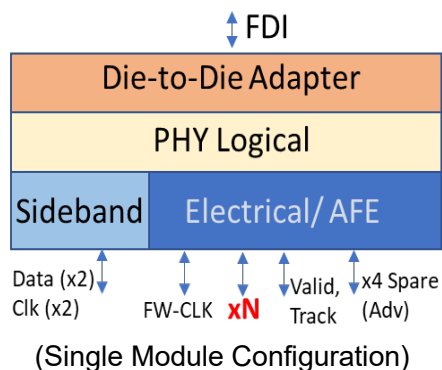 FDI
Die-to-Die Adapter
PHY Logical
Sideband
Electrical/ AFE
Data (x2)
Clk (x2)
FW-CLK
xN
Valid,
Track
x4 Spare
(Adv)
(Single Module Configuration)